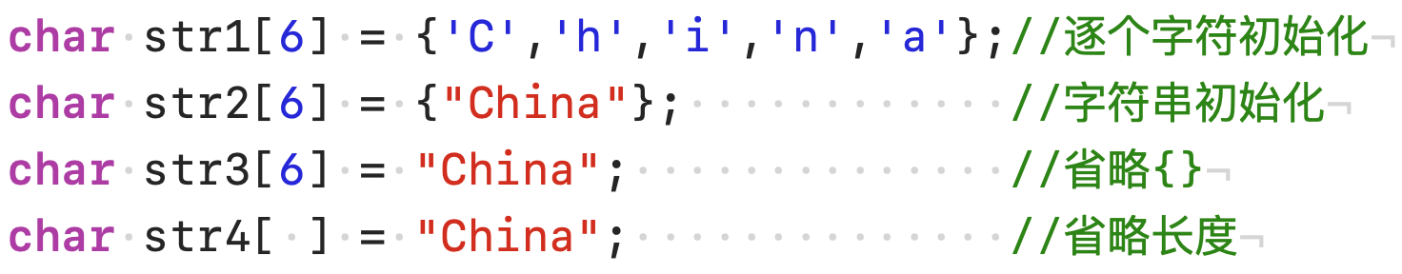 char str1[6] = {'C','h','i','n','a'};//逐个字符初始化
char str2[6] = {"China"};            //字符串初始化
char str3[6] = "China";              //省略{}
char str4[ ] = "China";              //省略长度